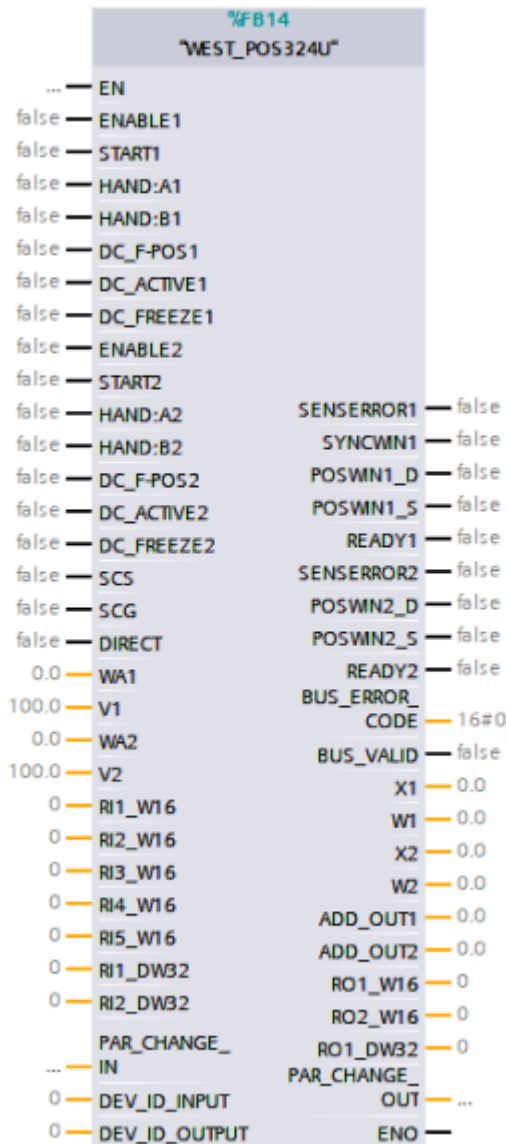 %FB14
"WEST_POS324U"
... EN
false ENABLE1
false START1
false HAND:A1
false HAND:B1
false DC_F-POS1
false DC_ACTIVE1
false DC_FREEZE1
false ENABLE2
false START2
false HAND:A2 SENSERROR1 false
false HAND:B2 SYNCWIN1 false
false DC_F-POS2 POSWIN1_D false
false DC_ACTIVE2 POSWIN1_S false
false DC_FREEZE2 READY1 false
false SCS SENSERROR2 false
false SCG POSWIN2_D false
false DIRECT POSWIN2_S false
0.0 WA1 READY2 false
100.0 V1 BUS_ERROR_
CODE 16#0
0.0 WA2 BUS_VALID false
100.0 V2 X1 0.0
0 RI1_W16 W1 0.0
0 RI2_W16 X2 0.0
0 RI3_W16 W2 0.0
0 RI4_W16 ADD_OUT1 0.0
0 RI5_W16 ADD_OUT2 0.0
0 RI1_DW32 RO1_W16 0
0 RI2_DW32 RO2_W16 0
PAR_CHANGE_ RO1_DW32 0
... IN PAR_CHANGE_
0 DEV_ID_INPUT OUT ...
0 DEV_ID_OUTPUT ENO